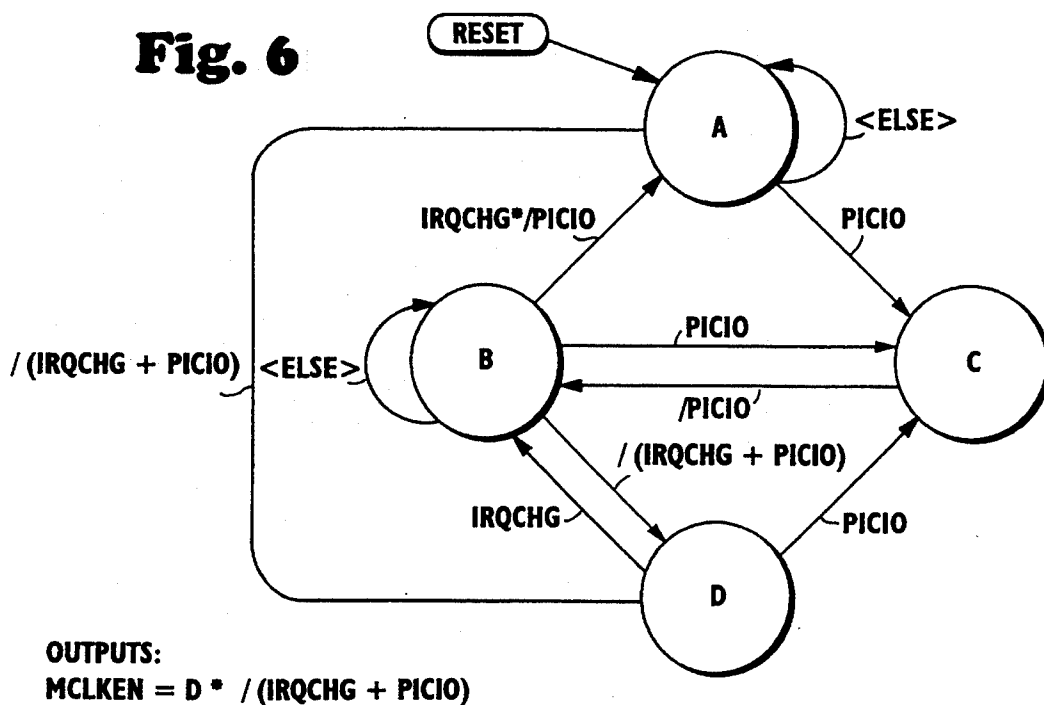 Fig. 6
RESET
A
<ELSE>
IRQCHG*/PICIO
PICIO
/ (IRQCHG + PICIO)
<ELSE>
B
PICIO
C
/PICIO
/ (IRQCHG + PICIO)
IRQCHG
PICIO
D
OUTPUTS:
MCLKEN = D * / (IRQCHG + PICIO)